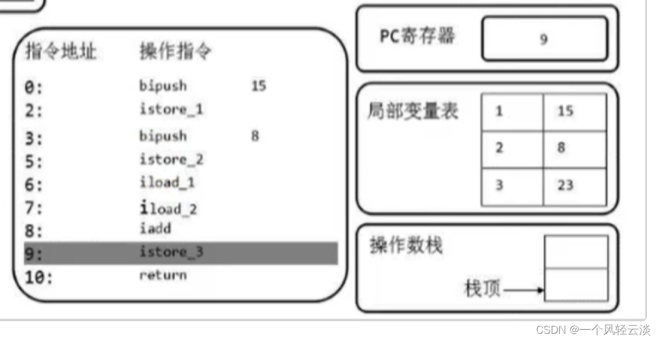 指令地址 操作指令
0: bipush 15
2: istore_1
3: bipush 8
5: istore_2
6: iload_1
7: iload_2
8: iadd
9: istore_3
10: return
PC寄存器 9
局部变量表
1 15
2 8
3 23
操作数栈
栈顶
CSDN @一个风轻云淡